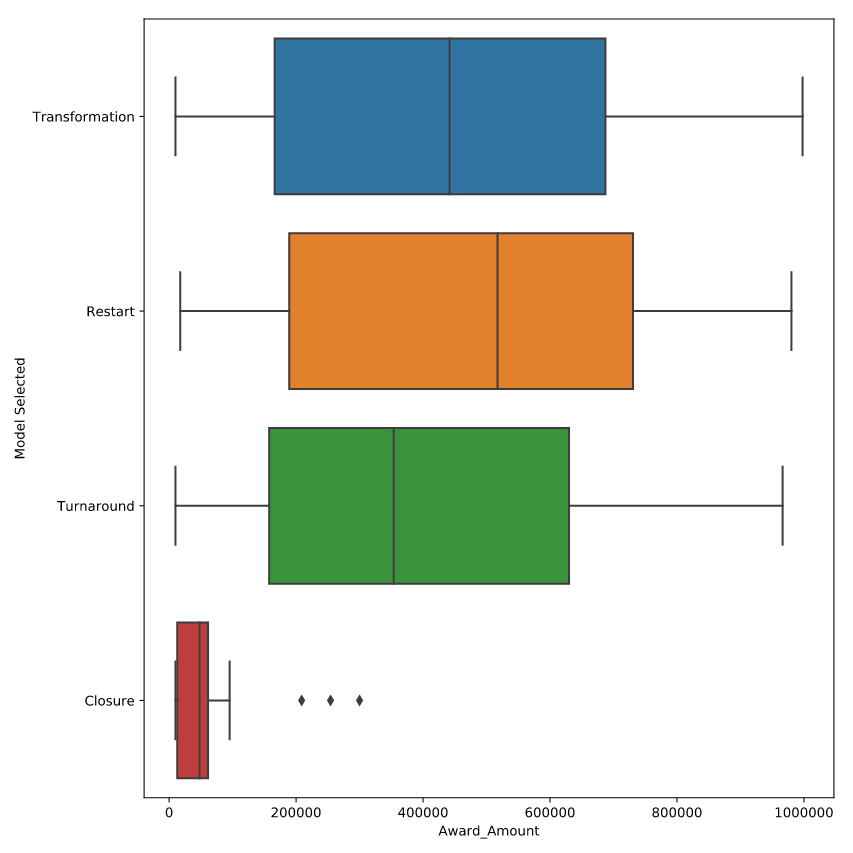 Model Selected
Transformation
Restart
Turnaround
Closure
0 200000 400000 600000 800000 1000000
Award_Amount